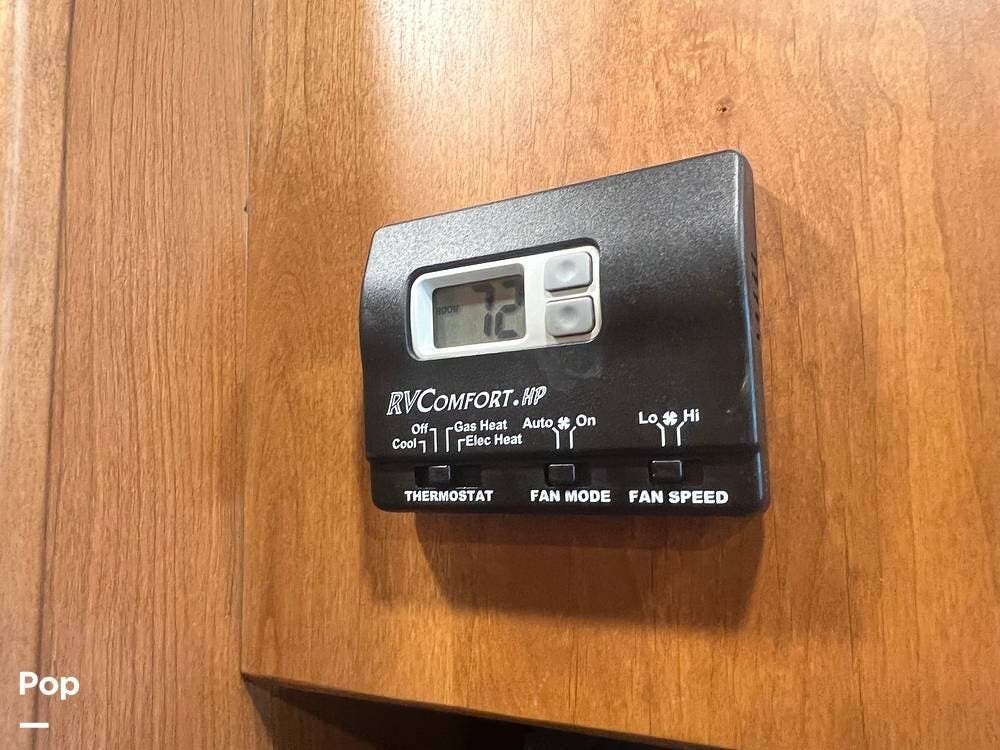 ROOM 72
RVCOMFORT.HP
Off Gas Heat Auto On Lo Hi
Cool Elec Heat
THERMOSTAT FAN MODE FAN SPEED
Pop